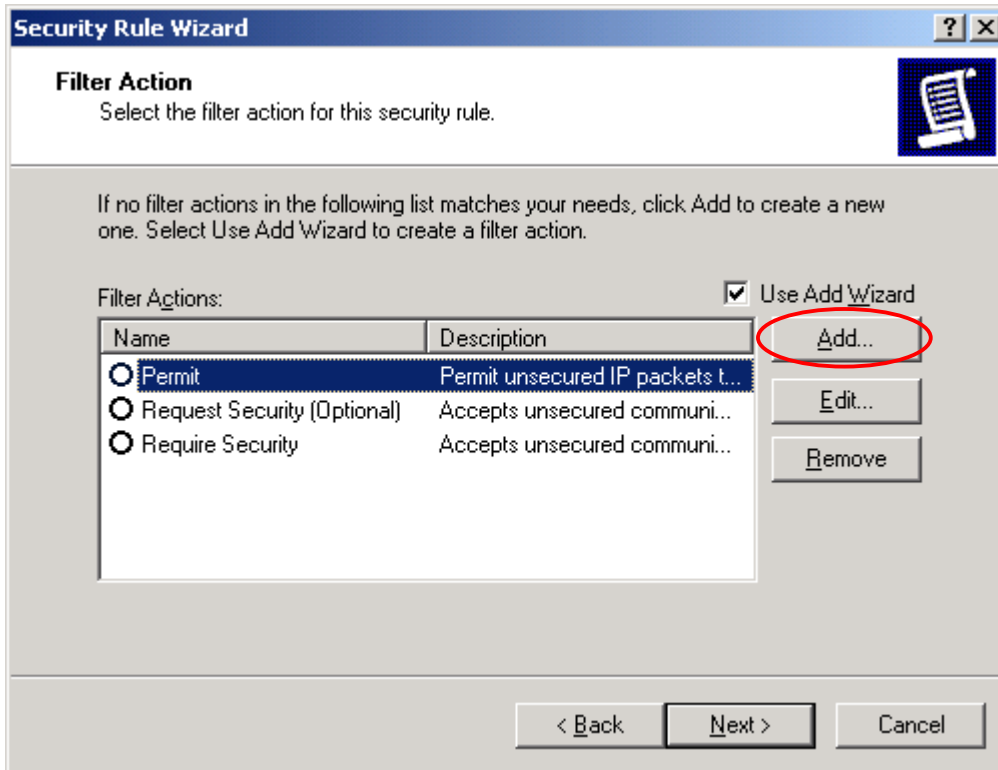 Security Rule Wizard
Filter Action
Select the filter action for this security rule.
If no filter actions in the following list matches your needs, click Add to create a new
one. Select Use Add Wizard to create a filter action.
Filter Actions:
Use Add Wizard
Name Description
Add...
Permit Permit unsecured IP packets t...
Request Security (Optional) Accepts unsecured communi...
Edit...
Require Security Accepts unsecured communi...
Remove
< Back Next > Cancel